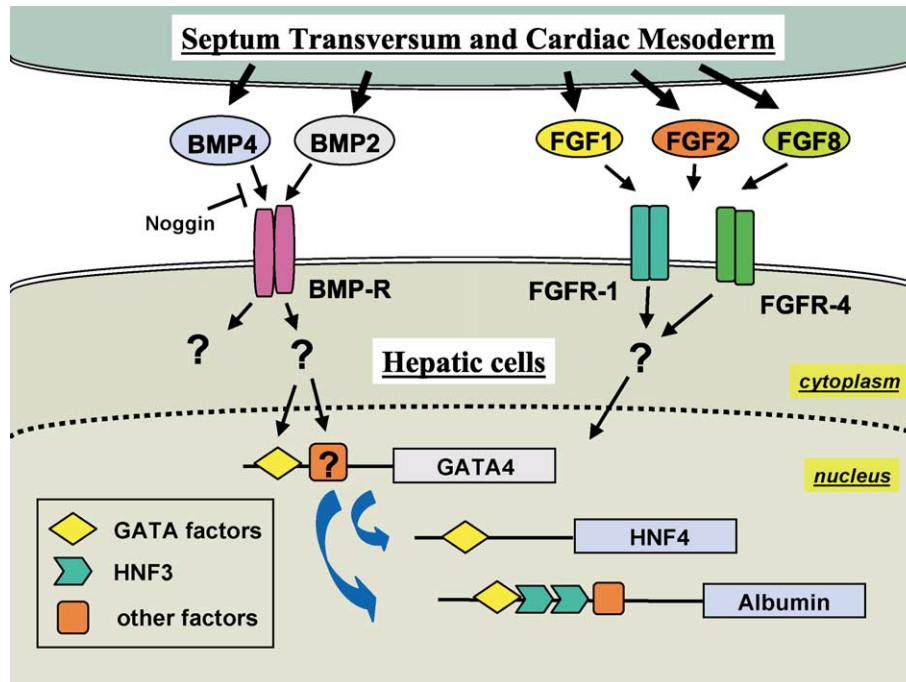 Septum Transversum and Cardiac Mesoderm
BMP4
BMP2
FGF1
FGF2
FGF8
Noggin
BMP-R
FGFR-1
FGFR-4
?
?
?
Hepatic cells
cytoplasm
?
GATA4
nucleus
GATA factors
HNF3
other factors
HNF4
Albumin